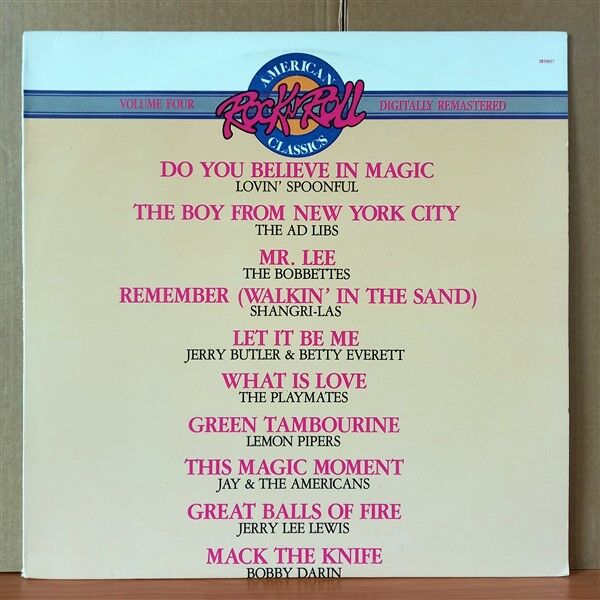 SR10017
AMERICAN
ROCK N' ROLL
CLASSICS
VOLUME FOUR
DIGITALLY REMASTERED
DO YOU BELIEVE IN MAGIC
LOVIN' SPOONFUL
THE BOY FROM NEW YORK CITY
THE AD LIBS
MR. LEE
THE BOBBETTES
REMEMBER (WALKIN' IN THE SAND)
SHANGRI-LAS
LET IT BE ME
JERRY BUTLER & BETTY EVERETT
WHAT IS LOVE
THE PLAYMATES
GREEN TAMBOURINE
LEMON PIPERS
THIS MAGIC MOMENT
JAY & THE AMERICANS
GREAT BALLS OF FIRE
JERRY LEE LEWIS
MACK THE KNIFE
BOBBY DARIN